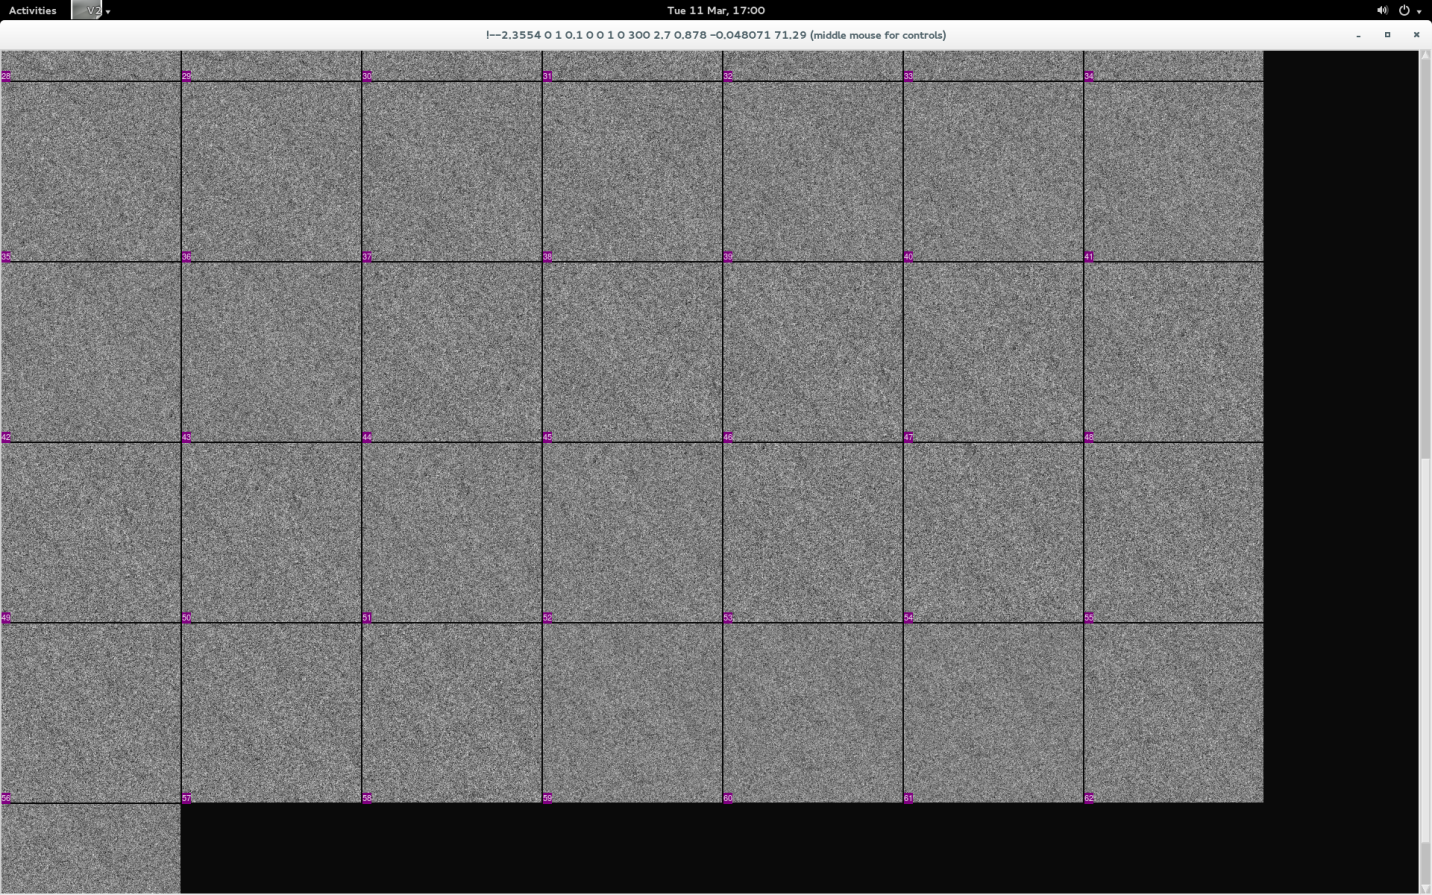 Activities V2 Tue 11 Mar, 17:00
!--2.3554 0 1 0.1 0 0 1 0 300 2.7 0.878 -0.048071 71.29 (middle mouse for controls)
28 29 30 31 32 33 34
35 36 37 38 39 40 41
42 43 44 45 46 47 48
49 50 51 52 53 54 55
56 57 58 59 60 61 62